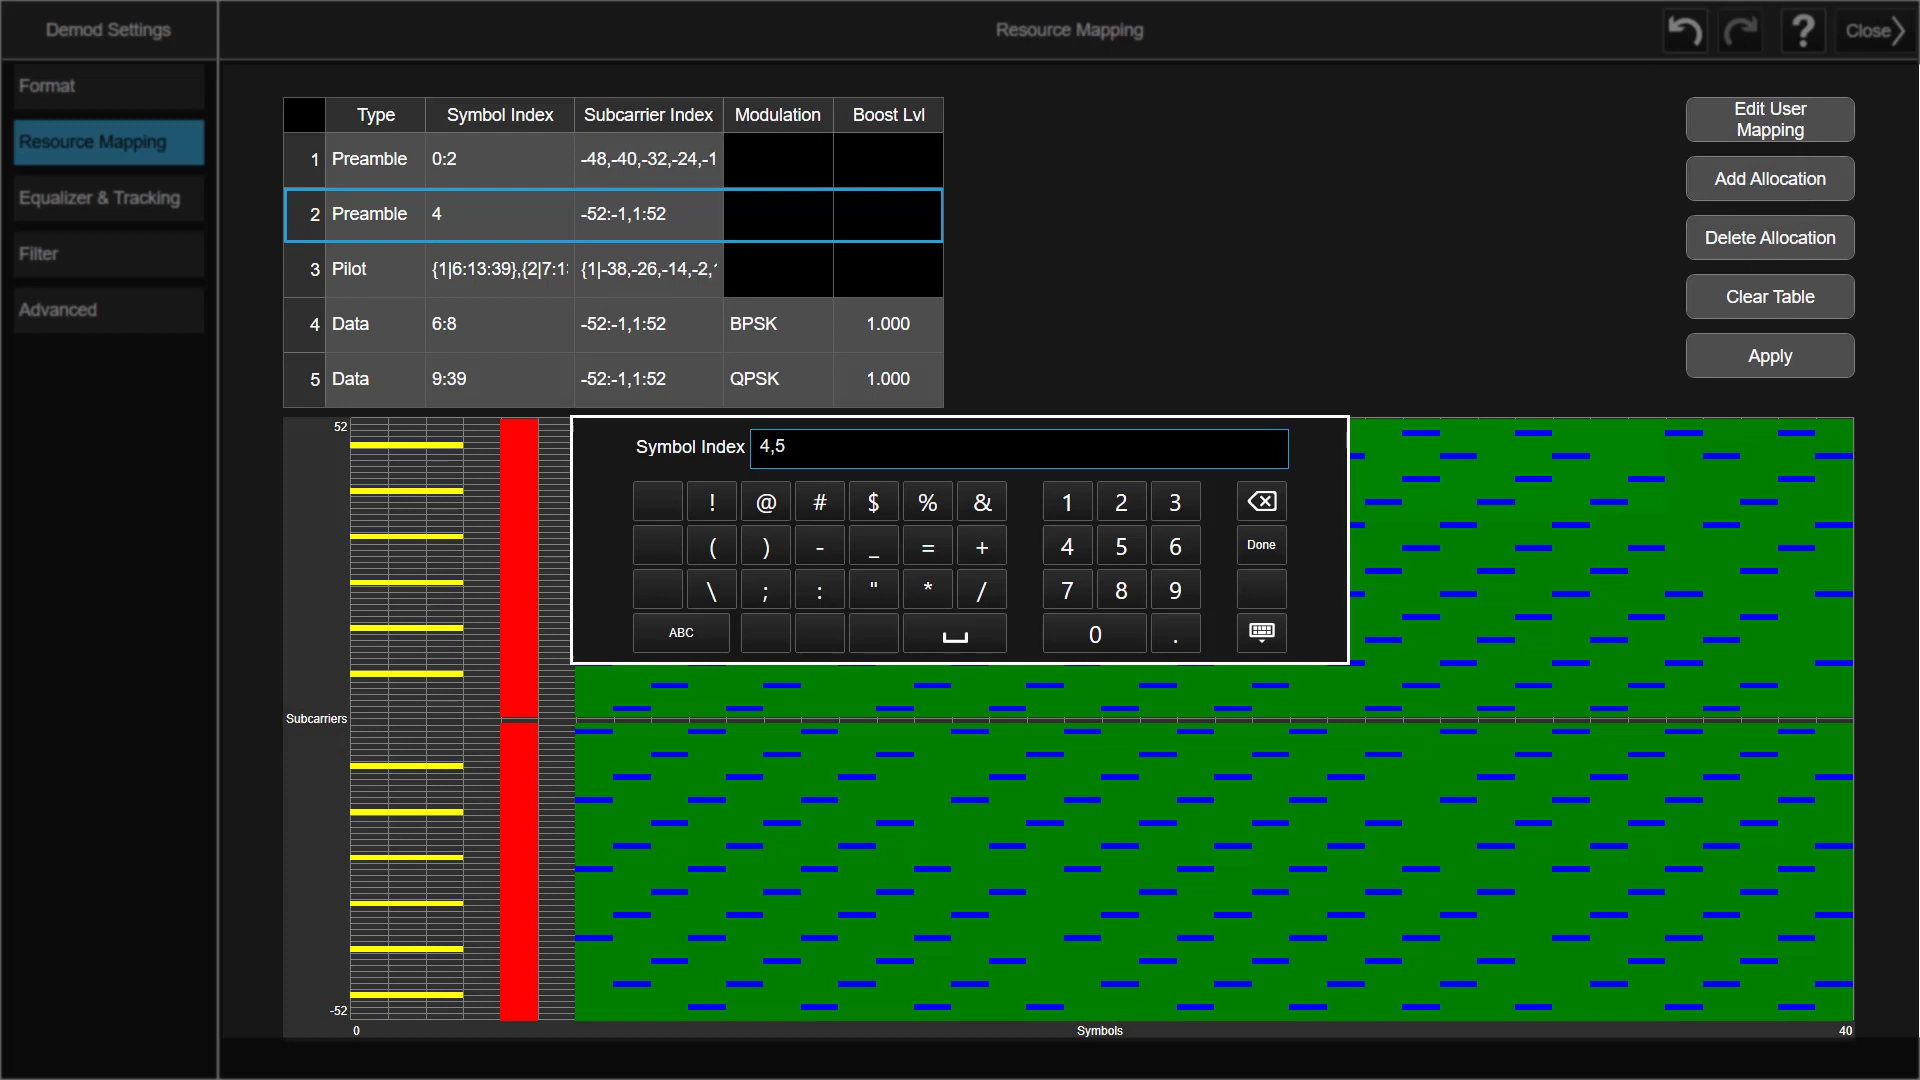 Demod Settings
Resource Mapping
?
Close
Format
Resource Mapping
Equalizer & Tracking
Filter
Advanced
Type Symbol Index Subcarrier Index Modulation Boost Lvl
1 Preamble 0:2 -48,-40,-32,-24,-1
2 Preamble 4 -52:-1,1:52
3 Pilot {1|6:13:39},{2|7:1 {1|-38,-26,-14,-2,
4 Data 6:8 -52:-1,1:52 BPSK 1.000
5 Data 9:39 -52:-1,1:52 QPSK 1.000
Edit User
Mapping
Add Allocation
Delete Allocation
Clear Table
Apply
52
Symbol Index 4,5
! @ # $ % & 1 2 3
( ) - _ = + 4 5 6 Done
\ ; : " * / 7 8 9
ABC 0 .
Subcarriers
-52
0 Symbols 40